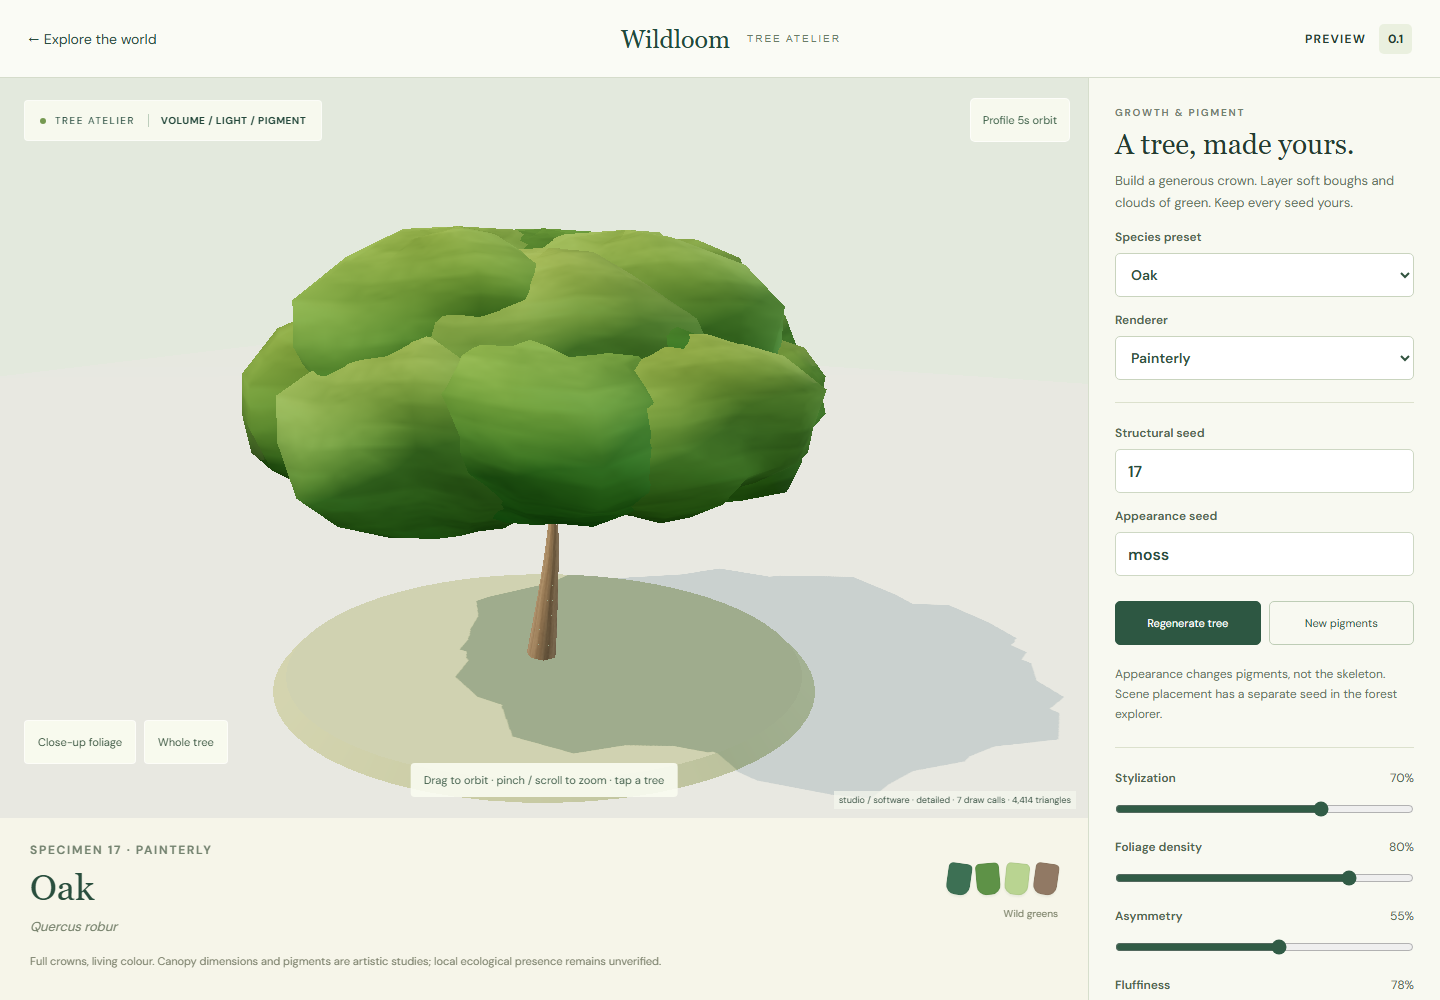 ← Explore the world
Wildloom TREE ATELIER
PREVIEW 0.1
TREE ATELIER VOLUME / LIGHT / PIGMENT
Profile 5s orbit
Close-up foliage
Whole tree
Drag to orbit · pinch / scroll to zoom · tap a tree
studio / software · detailed · 7 draw calls · 4,414 triangles
SPECIMEN 17 · PAINTERLY
Oak
Quercus robur
Full crowns, living colour. Canopy dimensions and pigments are artistic studies; local ecological presence remains unverified.
Wild greens
GROWTH & PIGMENT
A tree, made yours.
Build a generous crown. Layer soft boughs and
clouds of green. Keep every seed yours.
Species preset
Oak
Renderer
Painterly
Structural seed
17
Appearance seed
moss
Regenerate tree
New pigments
Appearance changes pigments, not the skeleton.
Scene placement has a separate seed in the forest
explorer.
Stylization 70%
Foliage density 80%
Asymmetry 55%
Fluffiness 78%